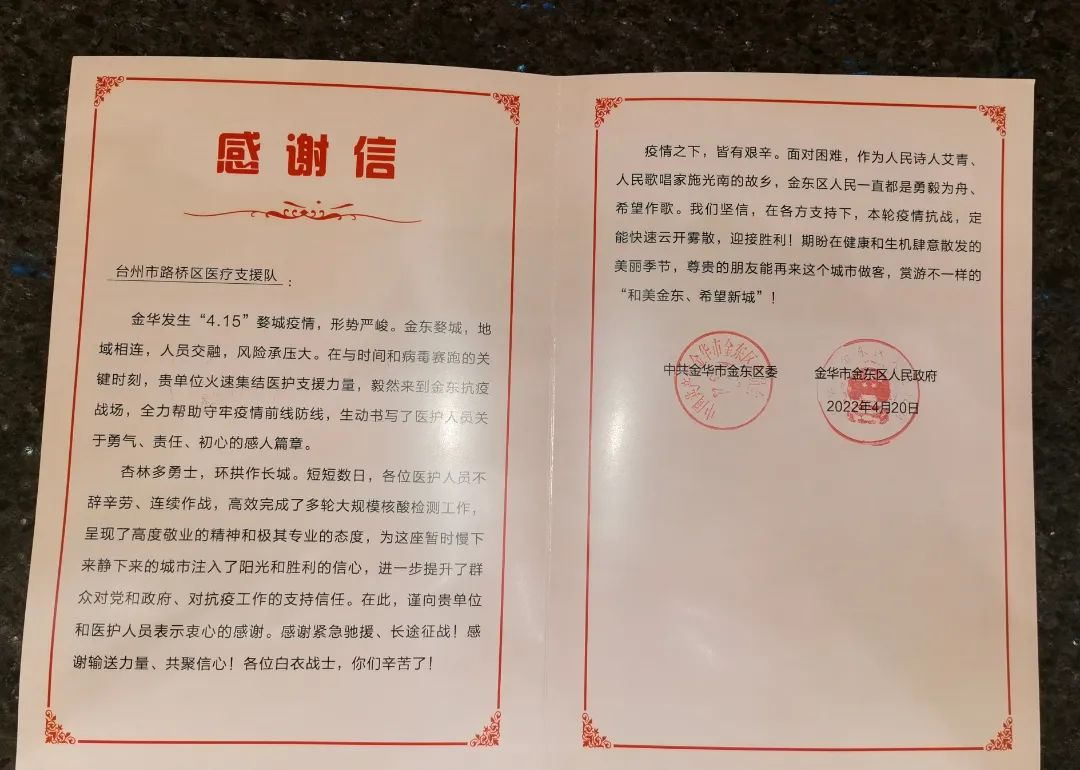 感谢信
台州市路桥区医疗支援队：
金华发生“4.15”婺城疫情，形势严峻。金东婺城，地
域相连，人员交融，风险承压大。在与时间和病毒赛跑的关
键时刻，贵单位火速集结医护支援力量，毅然来到金东抗疫
战场，全力帮助守牢疫情前线防线，生动书写了医护人员关
于勇气、责任、初心的感人篇章。
杏林多勇士，环拱作长城。短短数日，各位医护人员不
辞辛劳、连续作战，高效完成了多轮大规模核酸检测工作，
呈现了高度敬业的精神和极其专业的态度，为这座暂时慢下
来静下来的城市注入了阳光和胜利的信心，进一步提升了群
众对党和政府、对抗疫工作的支持信任。在此，谨向贵单位
和医护人员表示衷心的感谢。感谢紧急驰援、长途征战！感
谢输送力量、共聚信心！各位白衣战士，你们辛苦了！
疫情之下，皆有艰辛。面对困难，作为人民诗人艾青、
人民歌唱家施光南的故乡，金东区人民一直都是勇毅为舟、
希望作歌。我们坚信，在各方支持下，本轮疫情抗战，定
能快速云开雾散，迎接胜利！期盼在健康和生机肆意散发的
美丽季节，尊贵的朋友能再来这个城市做客，赏游不一样的
“和美金东、希望新城”！
中共金华市金东区委
金华市金东区人民政府
2022年4月20日